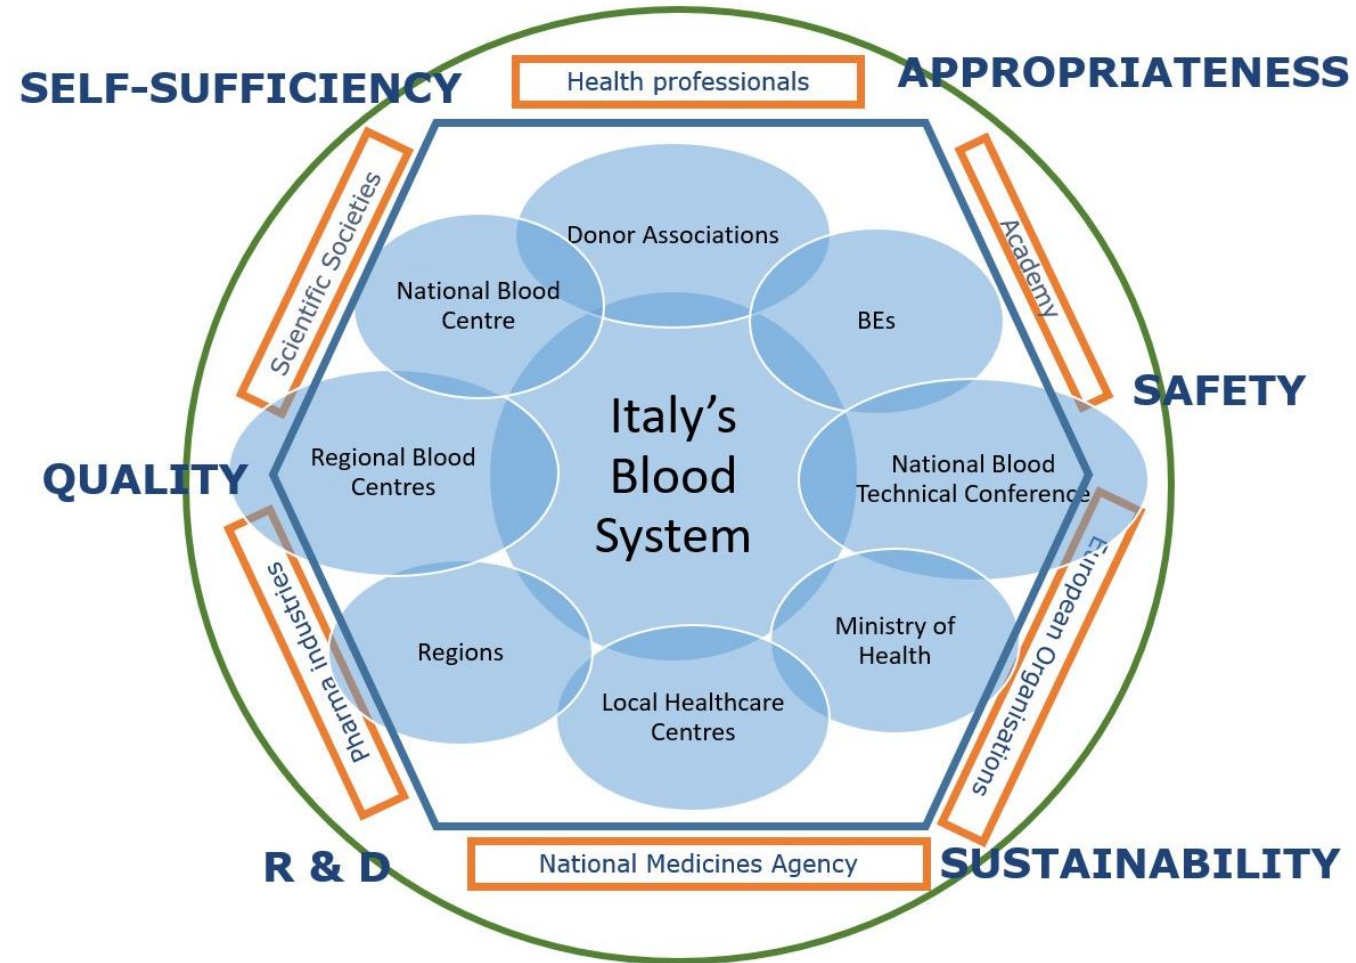 SELF-SUFFICIENCY
Health professionals
APPROPRIATENESS
Scientific Societies
Academy
Donor Associations
National Blood
Centre
BEs
SAFETY
Italy’s
Blood
System
Regional Blood
Centres
National Blood
Technical Conference
QUALITY
Pharma industries
European Organisations
Regions
Ministry of
Health
Local Healthcare
Centres
R & D
National Medicines Agency
SUSTAINABILITY